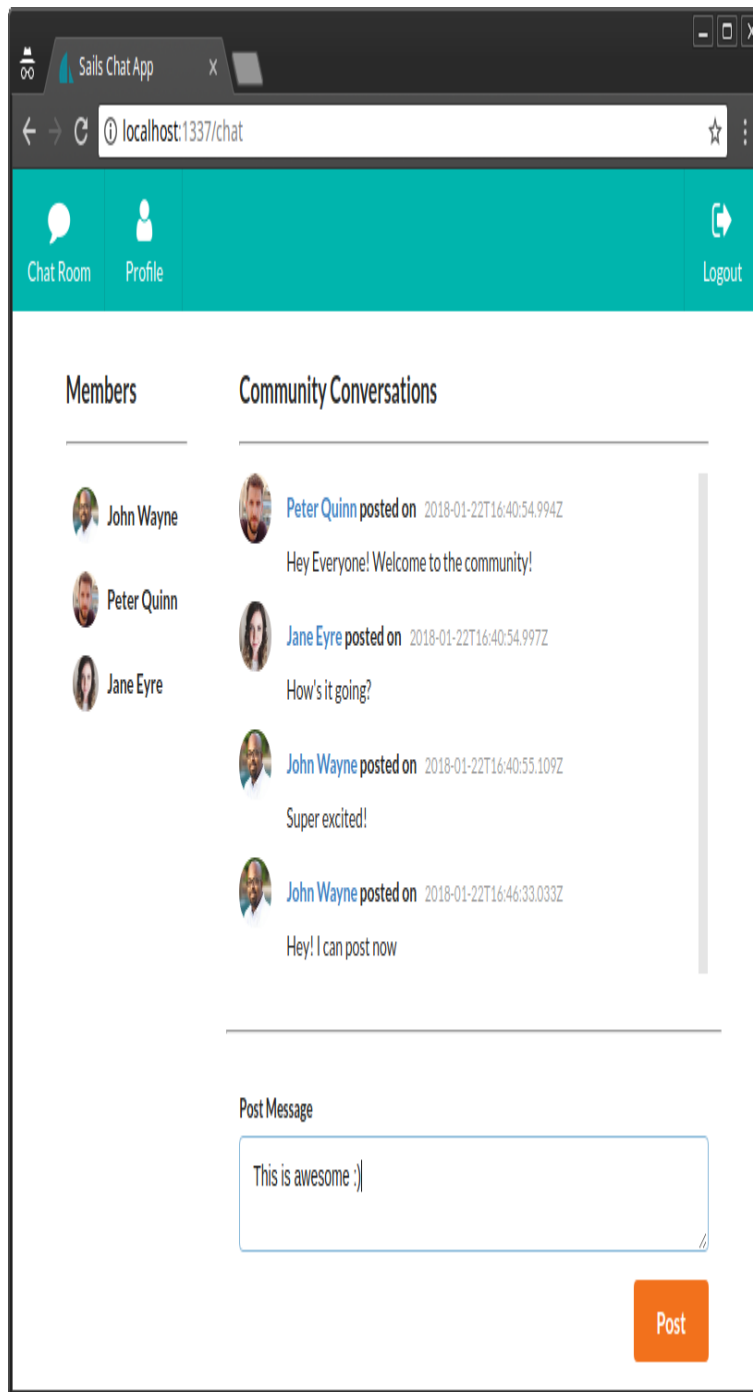 Sails Chat App
localhost:1337/chat
Chat Room
Profile
Logout
Members
John Wayne
Peter Quinn
Jane Eyre
Community Conversations
Peter Quinn posted on 2018-01-22T16:40:54.994Z
Hey Everyone! Welcome to the community!
Jane Eyre posted on 2018-01-22T16:40:54.997Z
How's it going?
John Wayne posted on 2018-01-22T16:40:55.109Z
Super excited!
John Wayne posted on 2018-01-22T16:46:33.033Z
Hey! I can post now
Post Message
This is awesome :)
Post